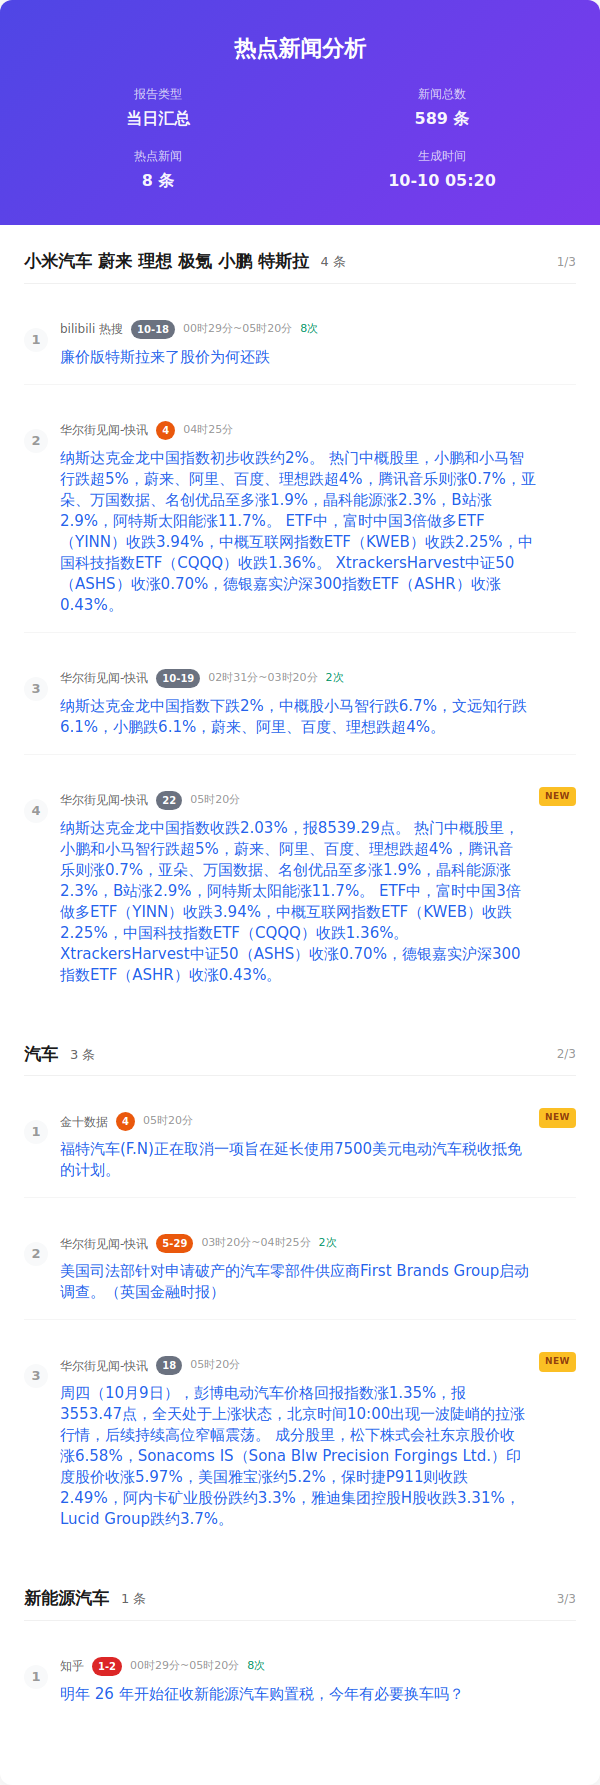 热点新闻分析
报告类型
当日汇总
新闻总数
589 条
热点新闻
8 条
生成时间
10-10 05:20
小米汽车 蔚来 理想 极氪 小鹏 特斯拉 4 条 1/3
1
bilibili 热搜 10-18 00时29分~05时20分 8次
廉价版特斯拉来了股价为何还跌
2
华尔街见闻-快讯 4 04时25分
纳斯达克金龙中国指数初步收跌约2%。 热门中概股里，小鹏和小马智
行跌超5%，蔚来、阿里、百度、理想跌超4%，腾讯音乐则涨0.7%，亚
朵、万国数据、名创优品至多涨1.9%，晶科能源涨2.3%，B站涨
2.9%，阿特斯太阳能涨11.7%。 ETF中，富时中国3倍做多ETF
（YINN）收跌3.94%，中概互联网指数ETF（KWEB）收跌2.25%，中
国科技指数ETF（CQQQ）收跌1.36%。 XtrackersHarvest中证50
（ASHS）收涨0.70%，德银嘉实沪深300指数ETF（ASHR）收涨
0.43%。
3
华尔街见闻-快讯 10-19 02时31分~03时20分 2次
纳斯达克金龙中国指数下跌2%，中概股小马智行跌6.7%，文远知行跌
6.1%，小鹏跌6.1%，蔚来、阿里、百度、理想跌超4%。
4
华尔街见闻-快讯 22 05时20分 NEW
纳斯达克金龙中国指数收跌2.03%，报8539.29点。 热门中概股里，
小鹏和小马智行跌超5%，蔚来、阿里、百度、理想跌超4%，腾讯音
乐则涨0.7%，亚朵、万国数据、名创优品至多涨1.9%，晶科能源涨
2.3%，B站涨2.9%，阿特斯太阳能涨11.7%。 ETF中，富时中国3倍
做多ETF（YINN）收跌3.94%，中概互联网指数ETF（KWEB）收跌
2.25%，中国科技指数ETF（CQQQ）收跌1.36%。
XtrackersHarvest中证50（ASHS）收涨0.70%，德银嘉实沪深300
指数ETF（ASHR）收涨0.43%。
汽车 3 条 2/3
1
金十数据 4 05时20分 NEW
福特汽车(F.N)正在取消一项旨在延长使用7500美元电动汽车税收抵免
的计划。
2
华尔街见闻-快讯 5-29 03时20分~04时25分 2次
美国司法部针对申请破产的汽车零部件供应商First Brands Group启动
调查。（英国金融时报）
3
华尔街见闻-快讯 18 05时20分 NEW
周四（10月9日），彭博电动汽车价格回报指数涨1.35%，报
3553.47点，全天处于上涨状态，北京时间10:00出现一波陡峭的拉涨
行情，后续持续高位窄幅震荡。 成分股里，松下株式会社东京股价收
涨6.58%，Sonacoms IS（Sona Blw Precision Forgings Ltd.）印
度股价收涨5.97%，美国雅宝涨约5.2%，保时捷P911则收跌
2.49%，阿内卡矿业股份跌约3.3%，雅迪集团控股H股收跌3.31%，
Lucid Group跌约3.7%。
新能源汽车 1 条 3/3
1
知乎 1-2 00时29分~05时20分 8次
明年 26 年开始征收新能源汽车购置税，今年有必要换车吗？